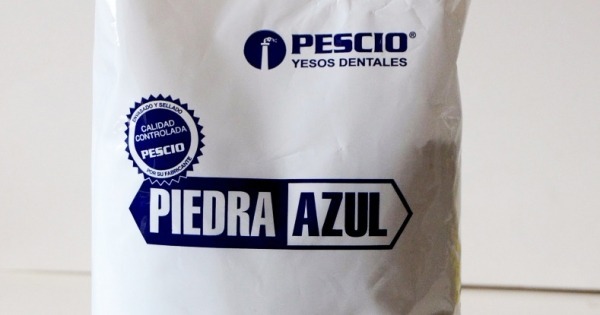 PESCIO®
YESOS DENTALES
ENVASADO Y SELLADO
CALIDAD
CONTROLADA
PESCIO
POR SU FABRICANTE
PIEDRA AZUL